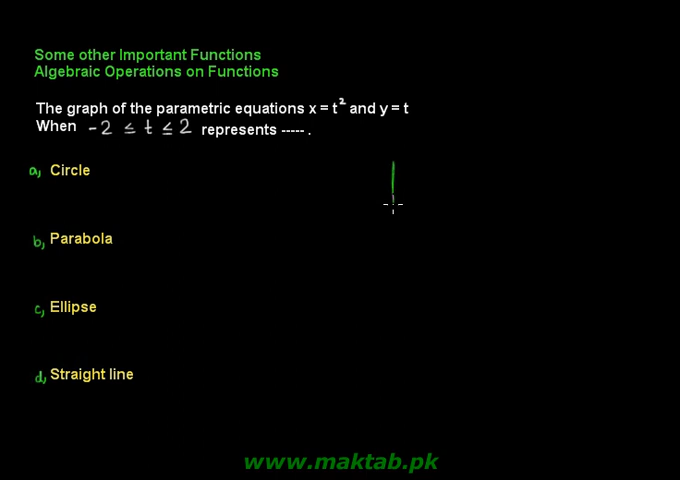 Some other Important Functions
Algebraic Operations on Functions
The graph of the parametric equations x = t² and y = t
When -2 ≤ t ≤ 2 represents ----- .
a, Circle
b, Parabola
c, Ellipse
d, Straight line
www.maktab.pk